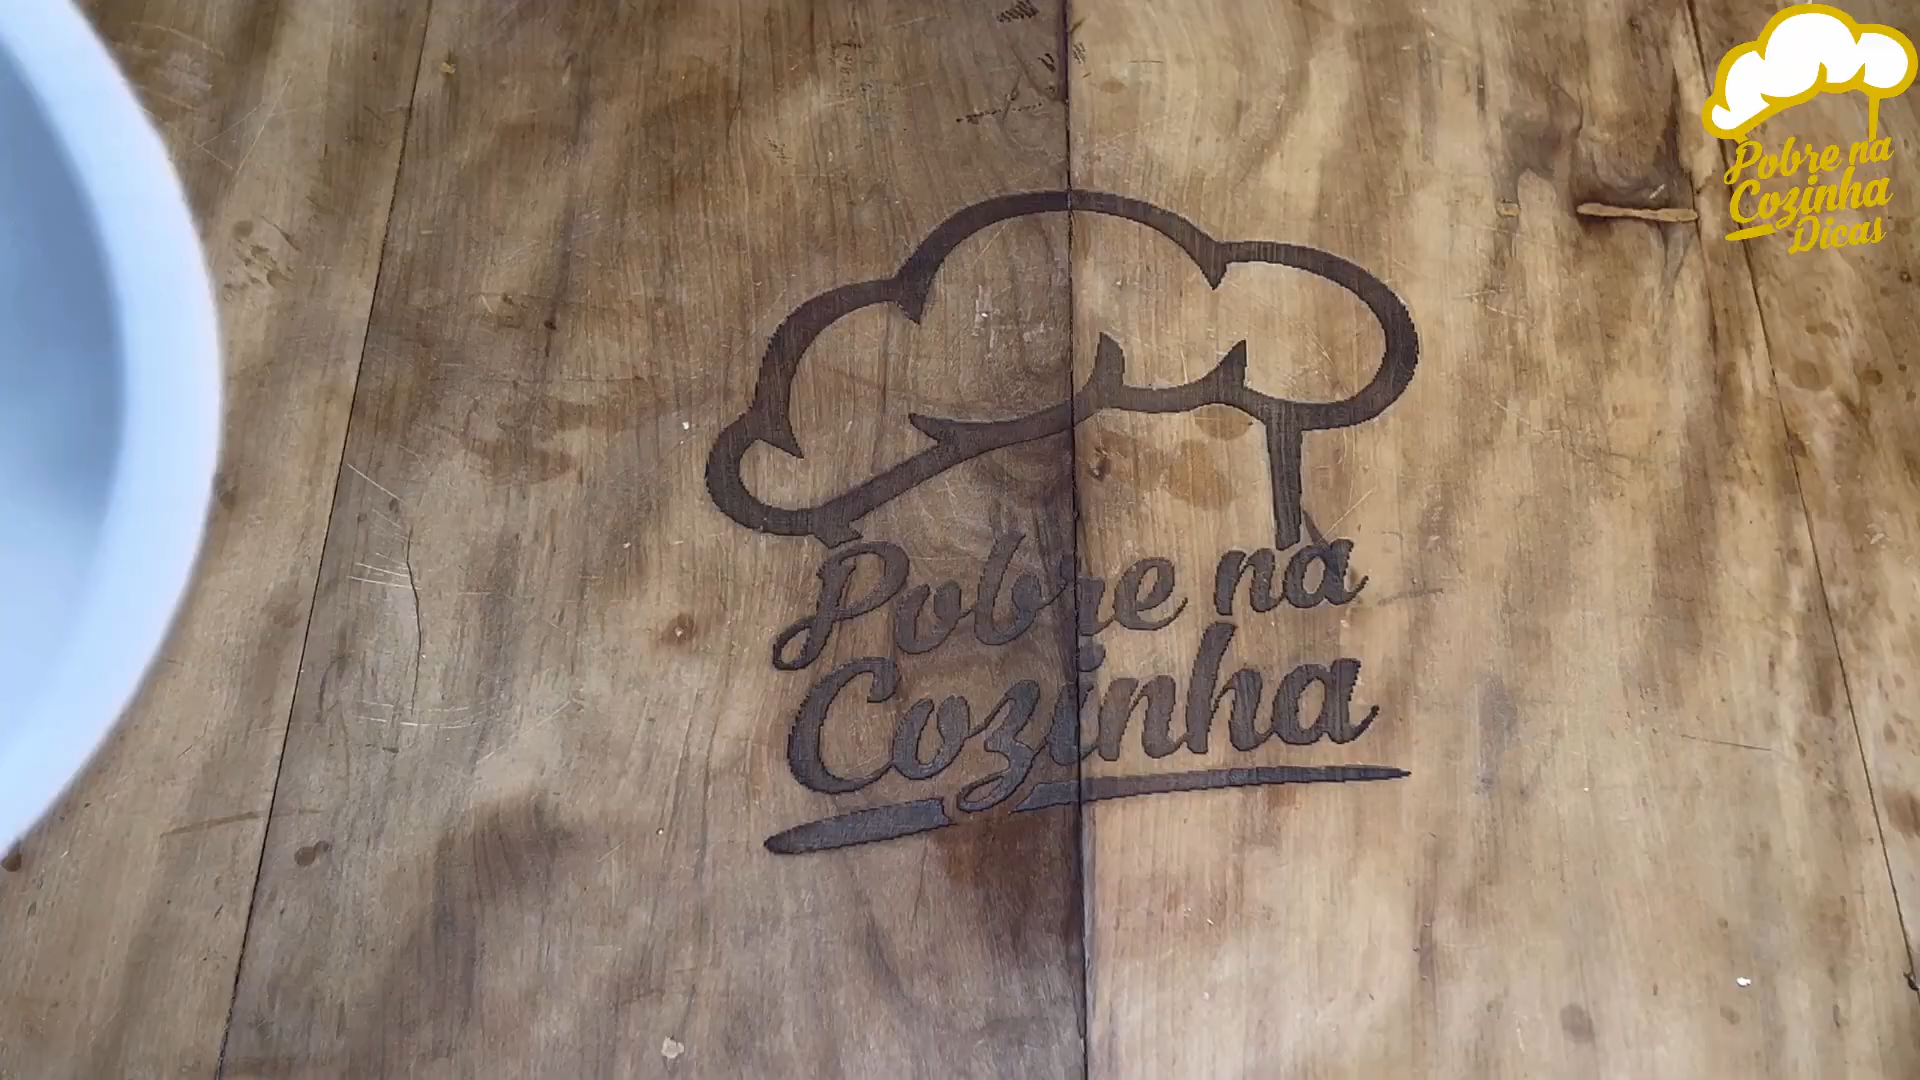 Pobre na
Cozinha
Pobre na
Cozinha
Dicas